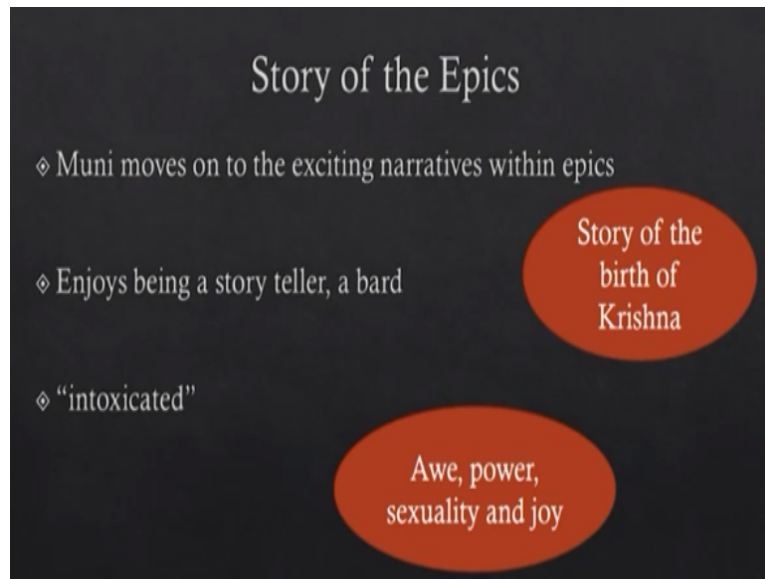 Story of the Epics
Muni moves on to the exciting narratives within epics
Story of the
birth of
Krishna
Enjoys being a story teller, a bard
“intoxicated”
Awe, power,
sexuality and joy